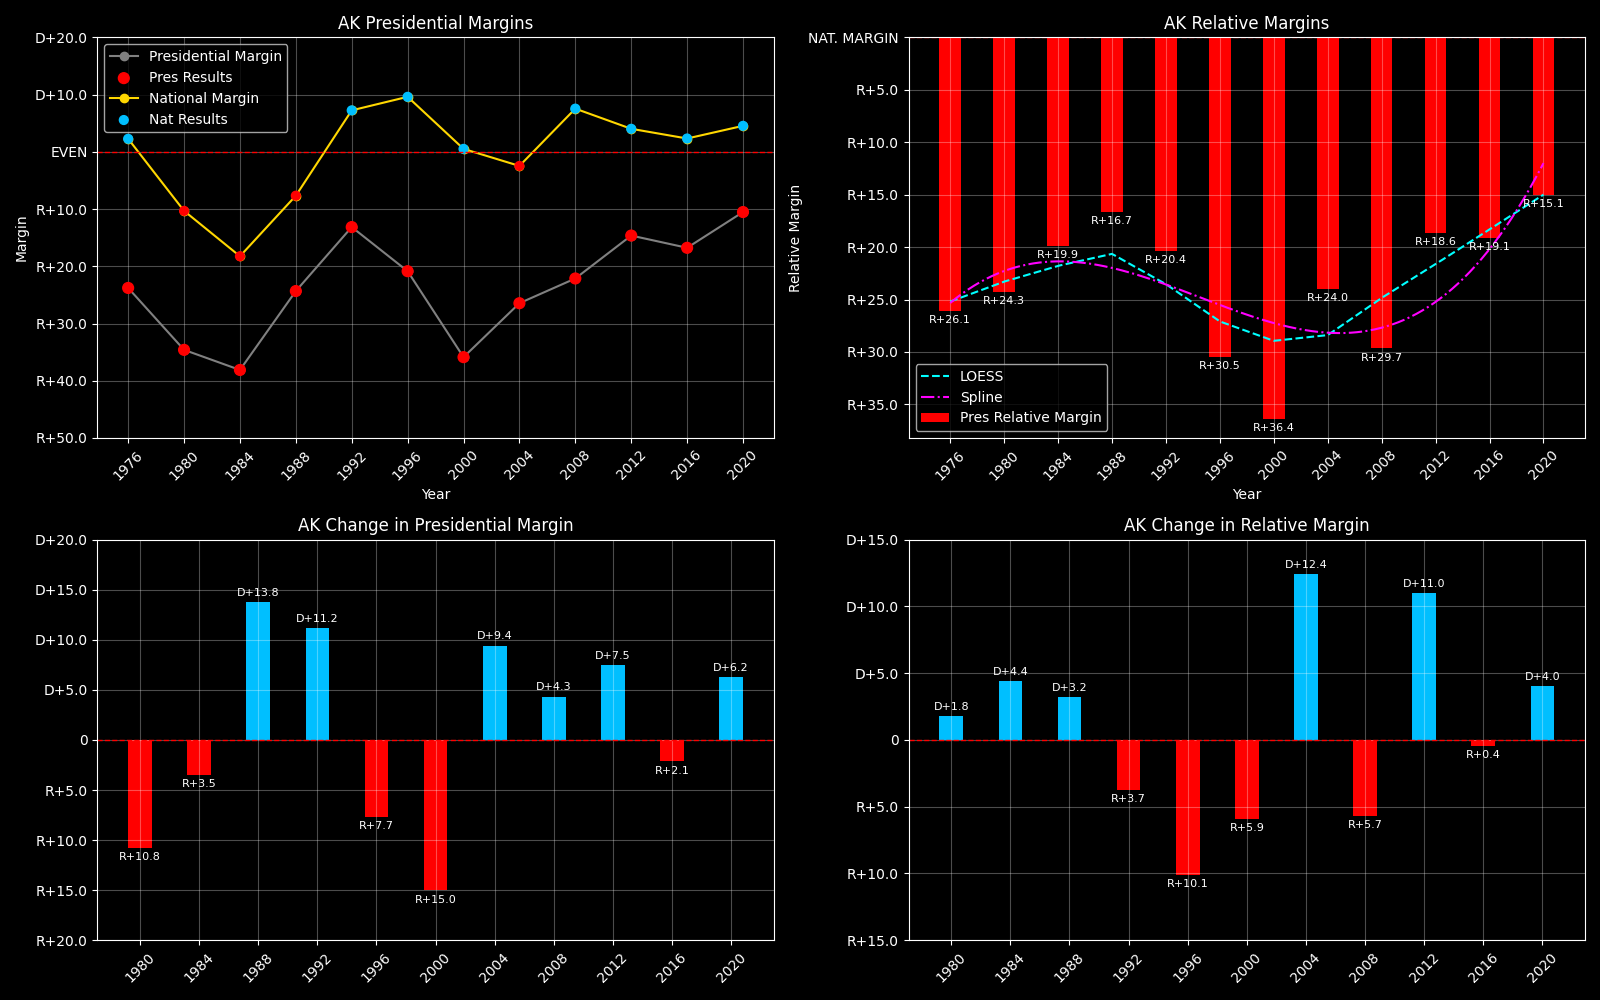 AK Presidential Margins
D+20.0
D+10.0
EVEN
R+10.0
R+20.0
R+30.0
R+40.0
R+50.0
Margin
Presidential Margin
Pres Results
National Margin
Nat Results
1976
1980
1984
1988
1992
1996
2000
2004
2008
2012
2016
2020
Year
AK Relative Margins
NAT. MARGIN
R+5.0
R+10.0
R+15.0
R+20.0
R+25.0
R+30.0
R+35.0
Relative Margin
R+26.1
R+24.3
R+19.9
R+16.7
R+20.4
R+30.5
R+36.4
R+24.0
R+29.7
R+18.6
R+19.1
R+15.1
LOESS
Spline
Pres Relative Margin
1976
1980
1984
1988
1992
1996
2000
2004
2008
2012
2016
2020
Year
AK Change in Presidential Margin
D+20.0
D+15.0
D+10.0
D+5.0
0
R+5.0
R+10.0
R+15.0
R+20.0
R+10.8
R+3.5
D+13.8
D+11.2
R+7.7
R+15.0
D+9.4
D+4.3
D+7.5
R+2.1
D+6.2
1980
1984
1988
1992
1996
2000
2004
2008
2012
2016
2020
AK Change in Relative Margin
D+15.0
D+10.0
D+5.0
0
R+5.0
R+10.0
R+15.0
D+1.8
D+4.4
D+3.2
R+3.7
R+10.1
R+5.9
D+12.4
R+5.7
D+11.0
R+0.4
D+4.0
1980
1984
1988
1992
1996
2000
2004
2008
2012
2016
2020